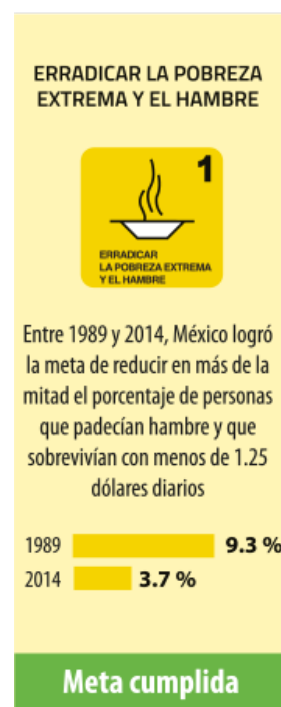 ERRADICAR LA POBREZA
EXTREMA Y EL HAMBRE
1
ERRADICAR
LA POBREZA EXTREMA
Y EL HAMBRE
Entre 1989 y 2014, México logró
la meta de reducir en más de la
mitad el porcentaje de personas
que padecían hambre y que
sobrevivían con menos de 1.25
dólares diarios
1989 9.3 %
2014 3.7 %
Meta cumplida